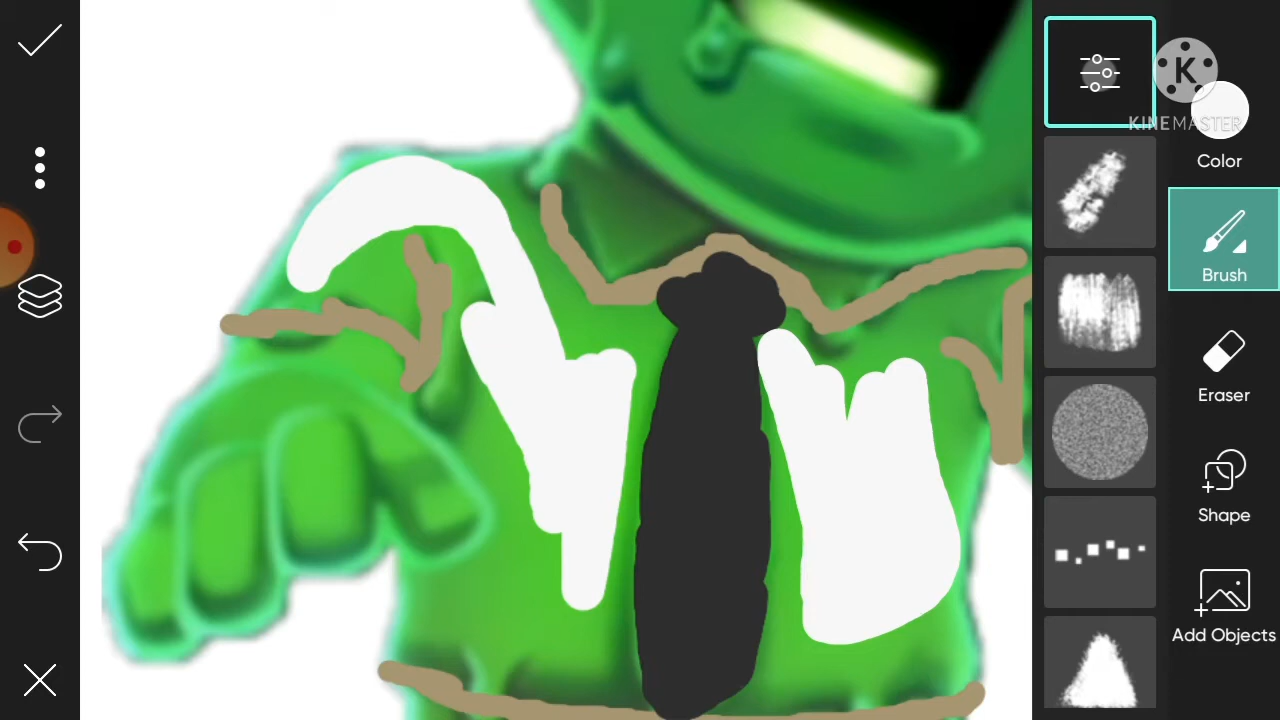 K
KINEMASTER
Color
Brush
Eraser
Shape
Add Objects